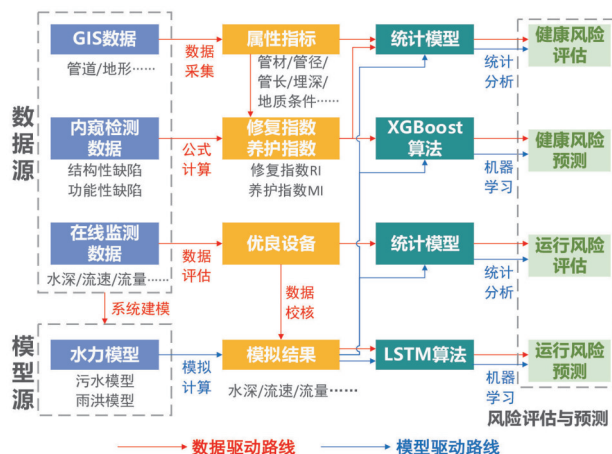 GIS数据
数据
采集
属性指标
统计模型
统计
分析
健康风险
评估
管道/地形……
管材/管径/
管长/埋深/
地质条件……
数据源
内窥检测
数据
公式
计算
修复指数
养护指数
XGBoost
算法
机器
学习
健康风险
预测
结构性缺陷
功能性缺陷
修复指数RI
养护指数MI
在线监测
数据
数据
评估
优良设备
统计模型
统计
分析
运行风险
评估
水深/流速/流量……
系统建模
数据
校核
模型源
水力模型
模拟
计算
模拟结果
LSTM算法
机器
学习
运行风险
预测
污水模型
雨洪模型
水深/流速/流量……
风险评估与预测
数据驱动路线
模型驱动路线